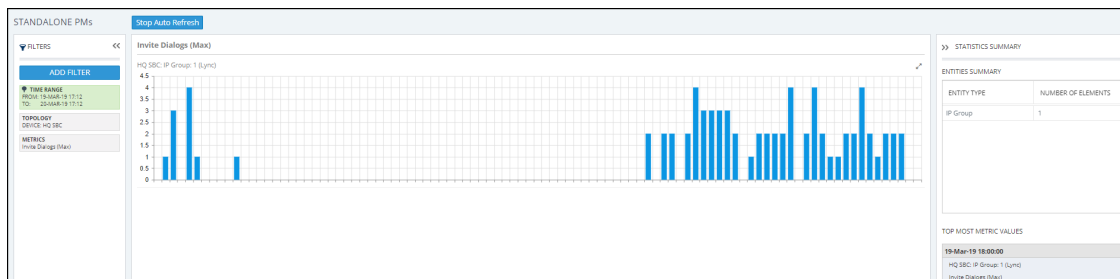 STANDALONE PMs
Stop Auto Refresh
FILTERS
ADD FILTER
TIME RANGE
FROM: 19-MAR-19 17:12
TO: 20-MAR-19 17:12
TOPOLOGY
DEVICE: HQ SBC
METRICS
Invite Dialogs (Max)
Invite Dialogs (Max)
HQ SBC: IP Group: 1 (Lync)
4.5
4
3.5
3
2.5
2
1.5
1
0.5
0
STATISTICS SUMMARY
ENTITIES SUMMARY
ENTITY TYPE NUMBER OF ELEMENTS
IP Group 1
TOP MOST METRIC VALUES
19-Mar-19 18:00:00
HQ SBC: IP Group: 1 (Lync)
Invite Dialogs (Max)